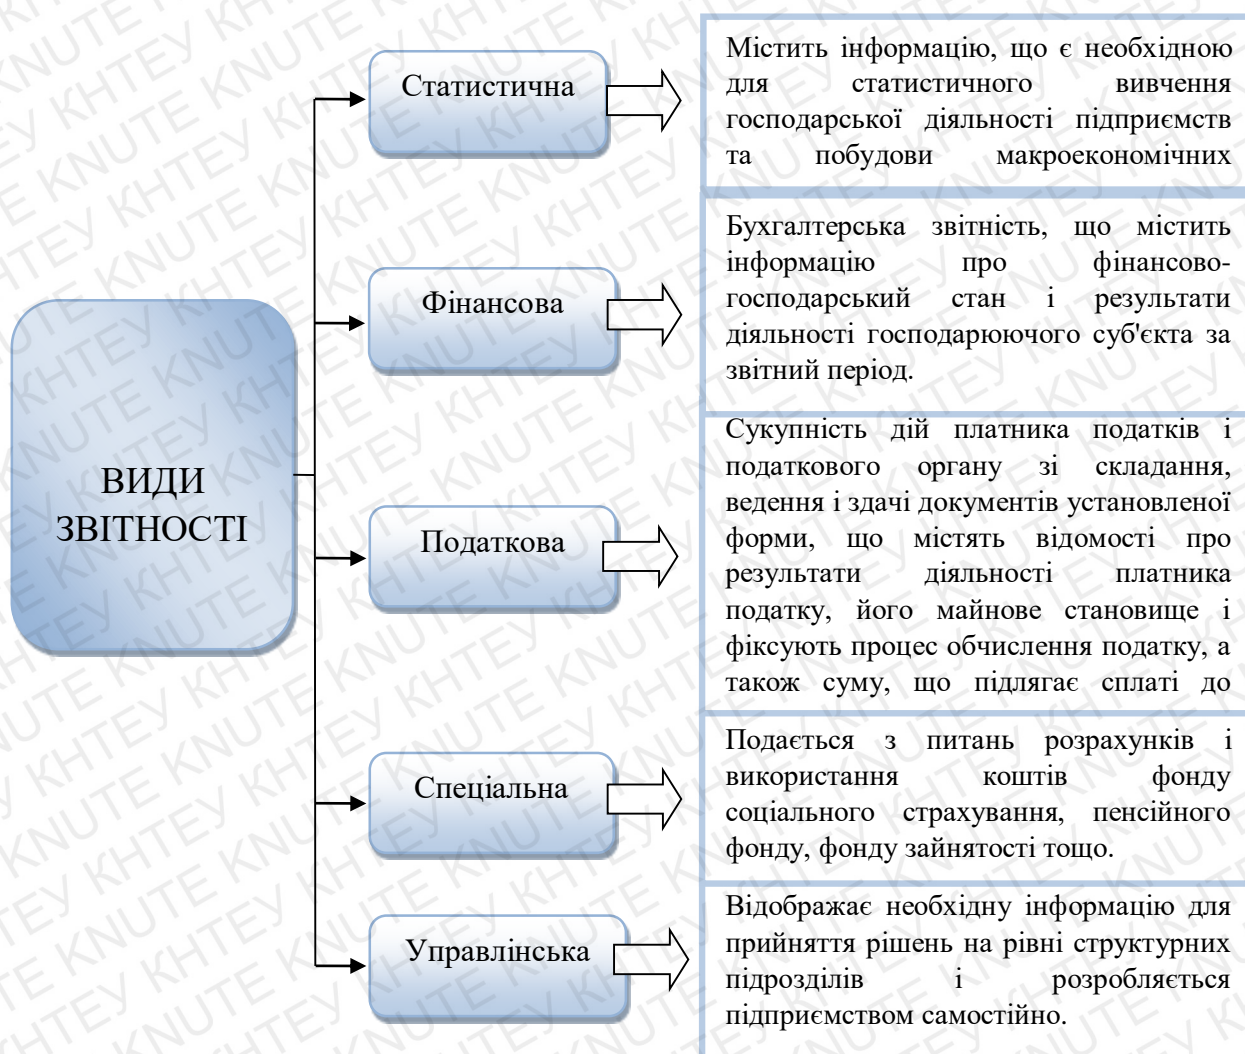 ВИДИ
ЗВІТНОСТІ
Статистична
Містить інформацію, що є необхідною
для статистичного вивчення
господарської діяльності підприємств
та побудови макроекономічних
Фінансова
Бухгалтерська звітність, що містить
інформацію про фінансово-
господарський стан і результати
діяльності господарюючого суб'єкта за
звітний період.
Податкова
Сукупність дій платника податків і
податкового органу зі складання,
ведення і здачі документів установленої
форми, що містять відомості про
результати діяльності платника
податку, його майнове становище і
фіксують процес обчислення податку, а
також суму, що підлягає сплаті до
Спеціальна
Подається з питань розрахунків і
використання коштів фонду
соціального страхування, пенсійного
фонду, фонду зайнятості тощо.
Управлінська
Відображає необхідну інформацію для
прийняття рішень на рівні структурних
підрозділів і розробляється
підприємством самостійно.